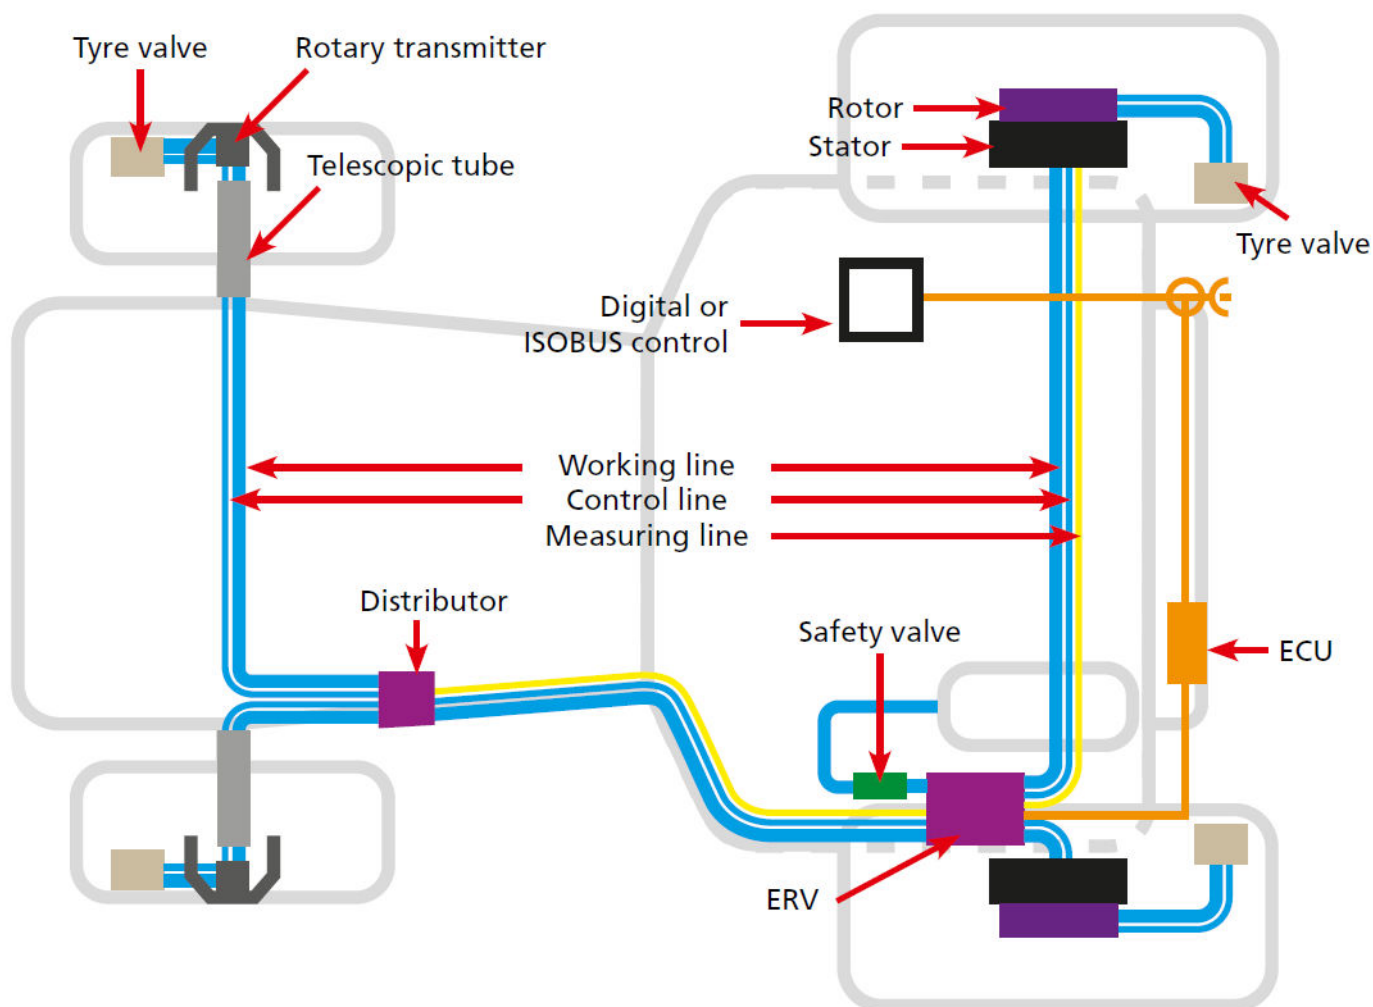 Tyre valve
Rotary transmitter
Telescopic tube
Rotor
Stator
Tyre valve
Digital or
ISOBUS control
Working line
Control line
Measuring line
Distributor
Safety valve
ECU
ERV